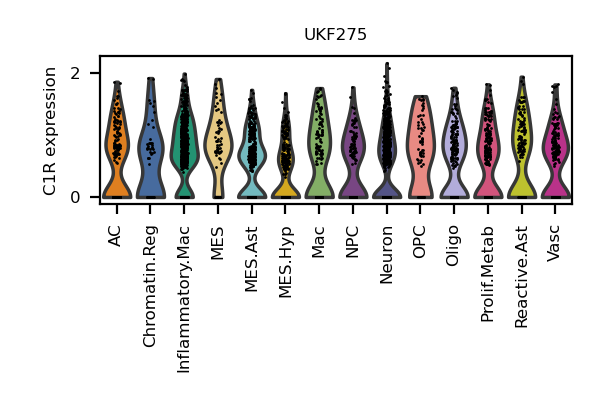 UKF275
C1R expression
2
0
AC
Chromatin.Reg
Inflammatory.Mac
MES
MES.Ast
MES.Hyp
Mac
NPC
Neuron
OPC
Oligo
Prolif.Metab
Reactive.Ast
Vasc